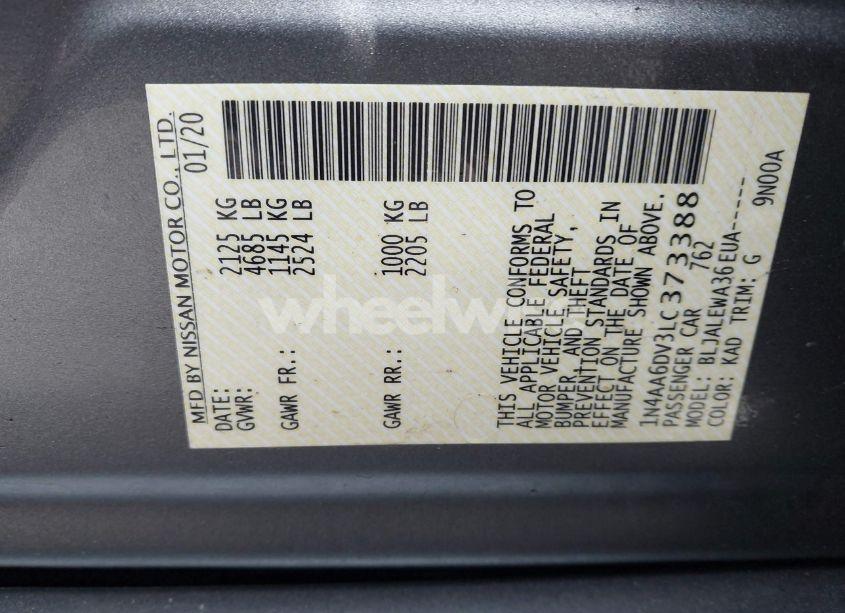 MFD BY NISSAN MOTOR CO., LTD.
DATE: 01/20
GVWR: 2125 KG
4685 LB
GAWR FR.: 1145 KG
2524 LB
GAWR RR.: 1000 KG
2205 LB
THIS VEHICLE CONFORMS TO
ALL APPLICABLE FEDERAL
MOTOR VEHICLE SAFETY,
BUMPER, AND THEFT
PREVENTION STANDARDS IN
EFFECT ON THE DATE OF
MANUFACTURE SHOWN ABOVE.
1N4AA6DV3LC373388
PASSENGER CAR 762
MODEL: BLJALEWA36EUA-----
COLOR: KAD TRIM: G 9N00A